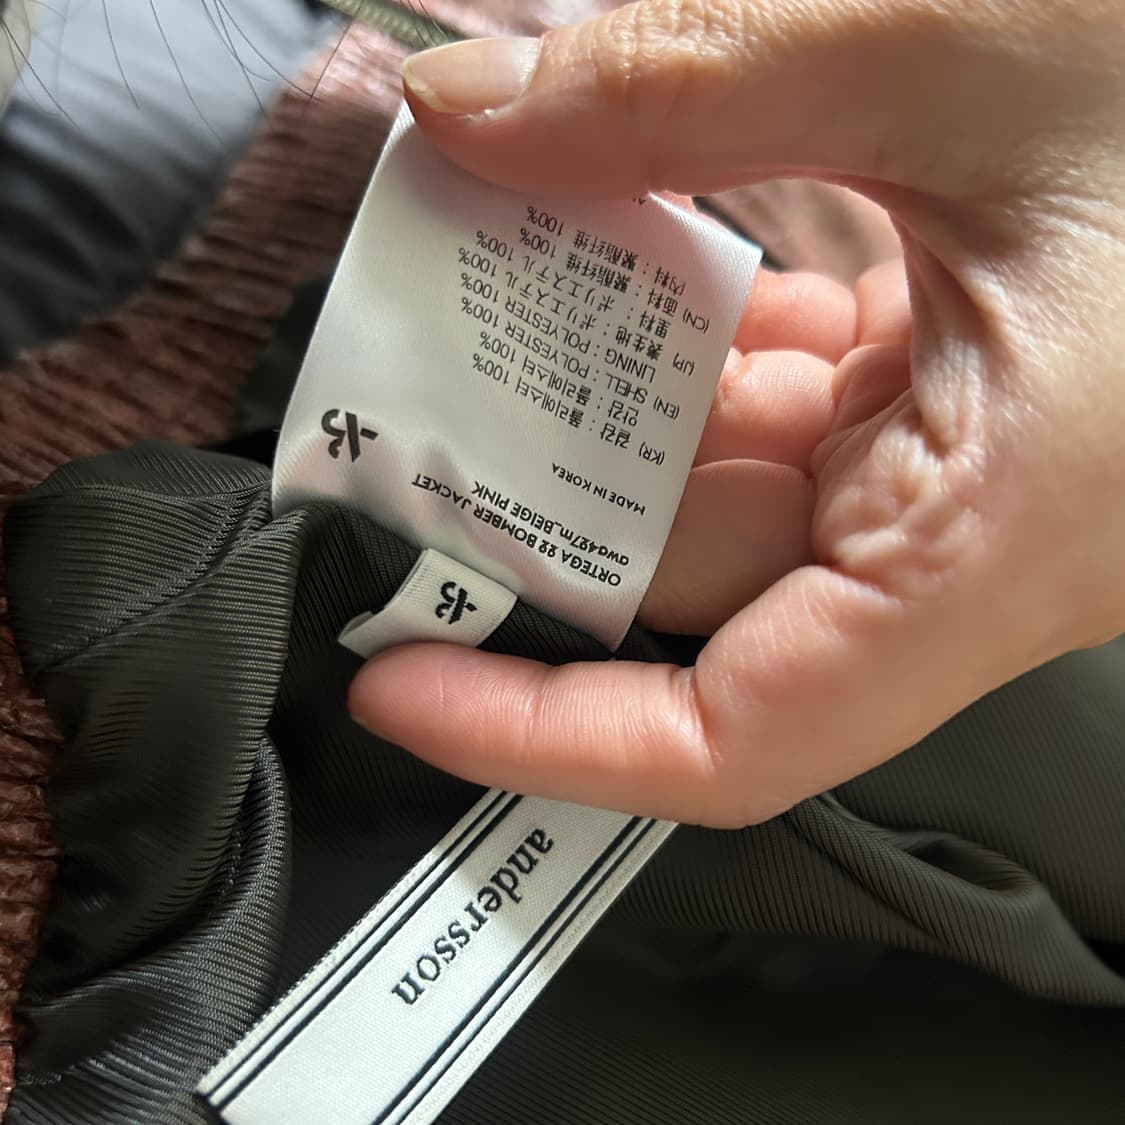 ORTEGA 22 BOMBER JACKET
awa427m_BEIGE PINK
MADE IN KOREA
(KR) 겉감 : 폴리에스터 100%
안감 : 폴리에스터 100%
(EN) SHELL : POLYESTER 100%
LINING : POLYESTER 100%
(JP) 表生地 : ポリエステル 100%
里料 : ポリエステル 100%
(CN) 面料 : 聚酯纤维 100%
内料 : 聚酯纤维 100%
andersson